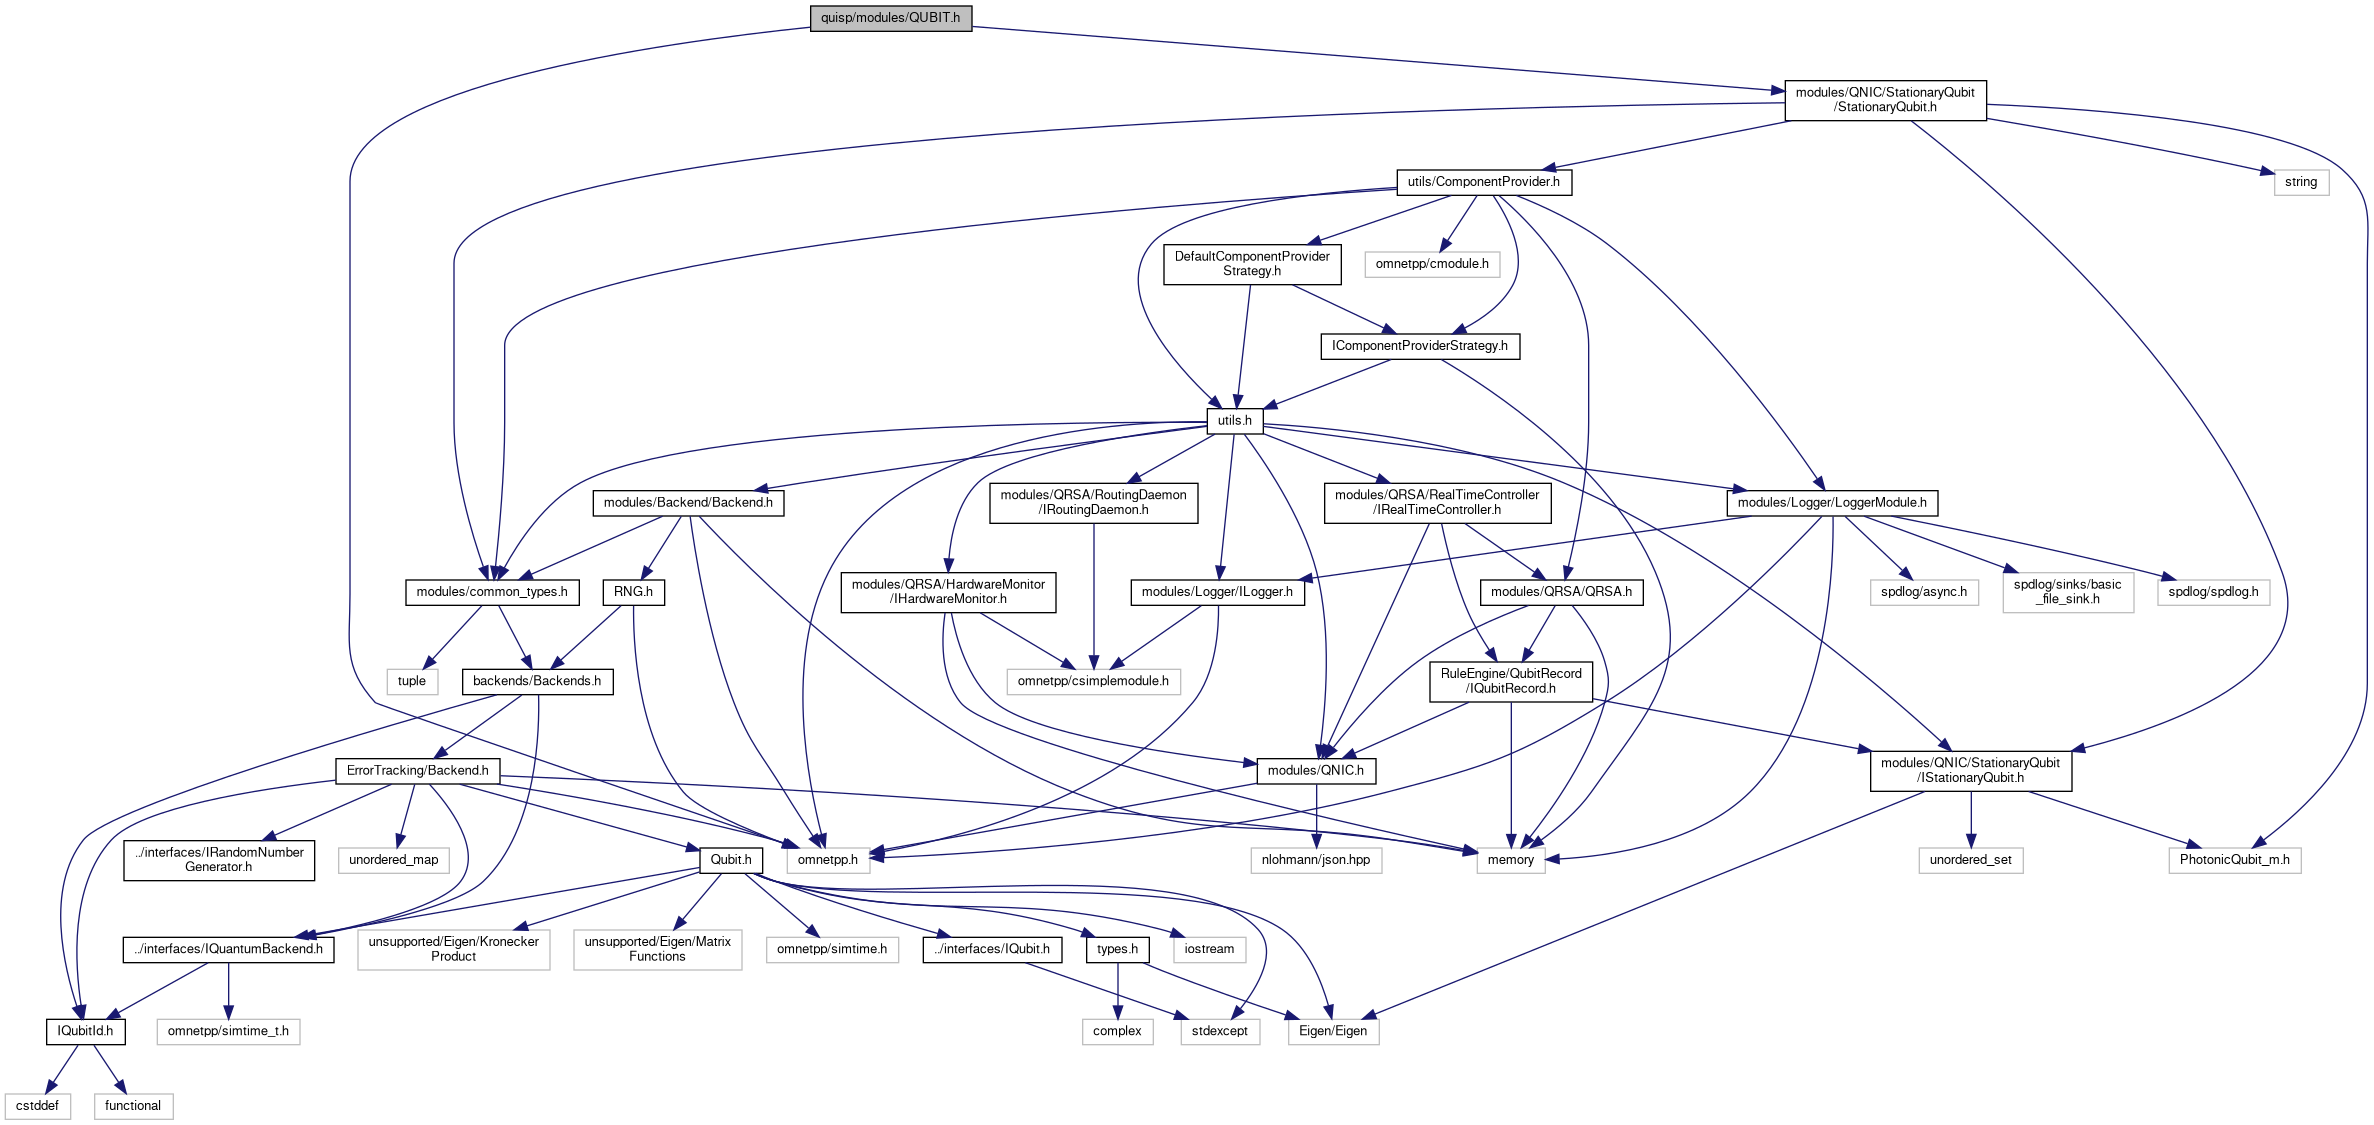 quisp/modules/QUBIT.h
modules/QNIC/StationaryQubit
/StationaryQubit.h
utils/ComponentProvider.h
string
DefaultComponentProvider
Strategy.h
omnetpp/cmodule.h
IComponentProviderStrategy.h
utils.h
modules/Backend/Backend.h
modules/QRSA/RoutingDaemon
/IRoutingDaemon.h
modules/QRSA/RealTimeController
/IRealTimeController.h
modules/Logger/LoggerModule.h
modules/common_types.h
RNG.h
modules/QRSA/HardwareMonitor
/IHardwareMonitor.h
modules/Logger/ILogger.h
modules/QRSA/QRSA.h
spdlog/async.h
spdlog/sinks/basic
_file_sink.h
spdlog/spdlog.h
tuple
backends/Backends.h
omnetpp/csimplemodule.h
RuleEngine/QubitRecord
/IQubitRecord.h
ErrorTracking/Backend.h
modules/QNIC.h
modules/QNIC/StationaryQubit
/IStationaryQubit.h
../interfaces/IRandomNumber
Generator.h
unordered_map
Qubit.h
omnetpp.h
nlohmann/json.hpp
memory
unordered_set
PhotonicQubit_m.h
../interfaces/IQuantumBackend.h
unsupported/Eigen/Kronecker
Product
unsupported/Eigen/Matrix
Functions
omnetpp/simtime.h
../interfaces/IQubit.h
types.h
iostream
IQubitId.h
omnetpp/simtime_t.h
complex
stdexcept
Eigen/Eigen
cstddef
functional